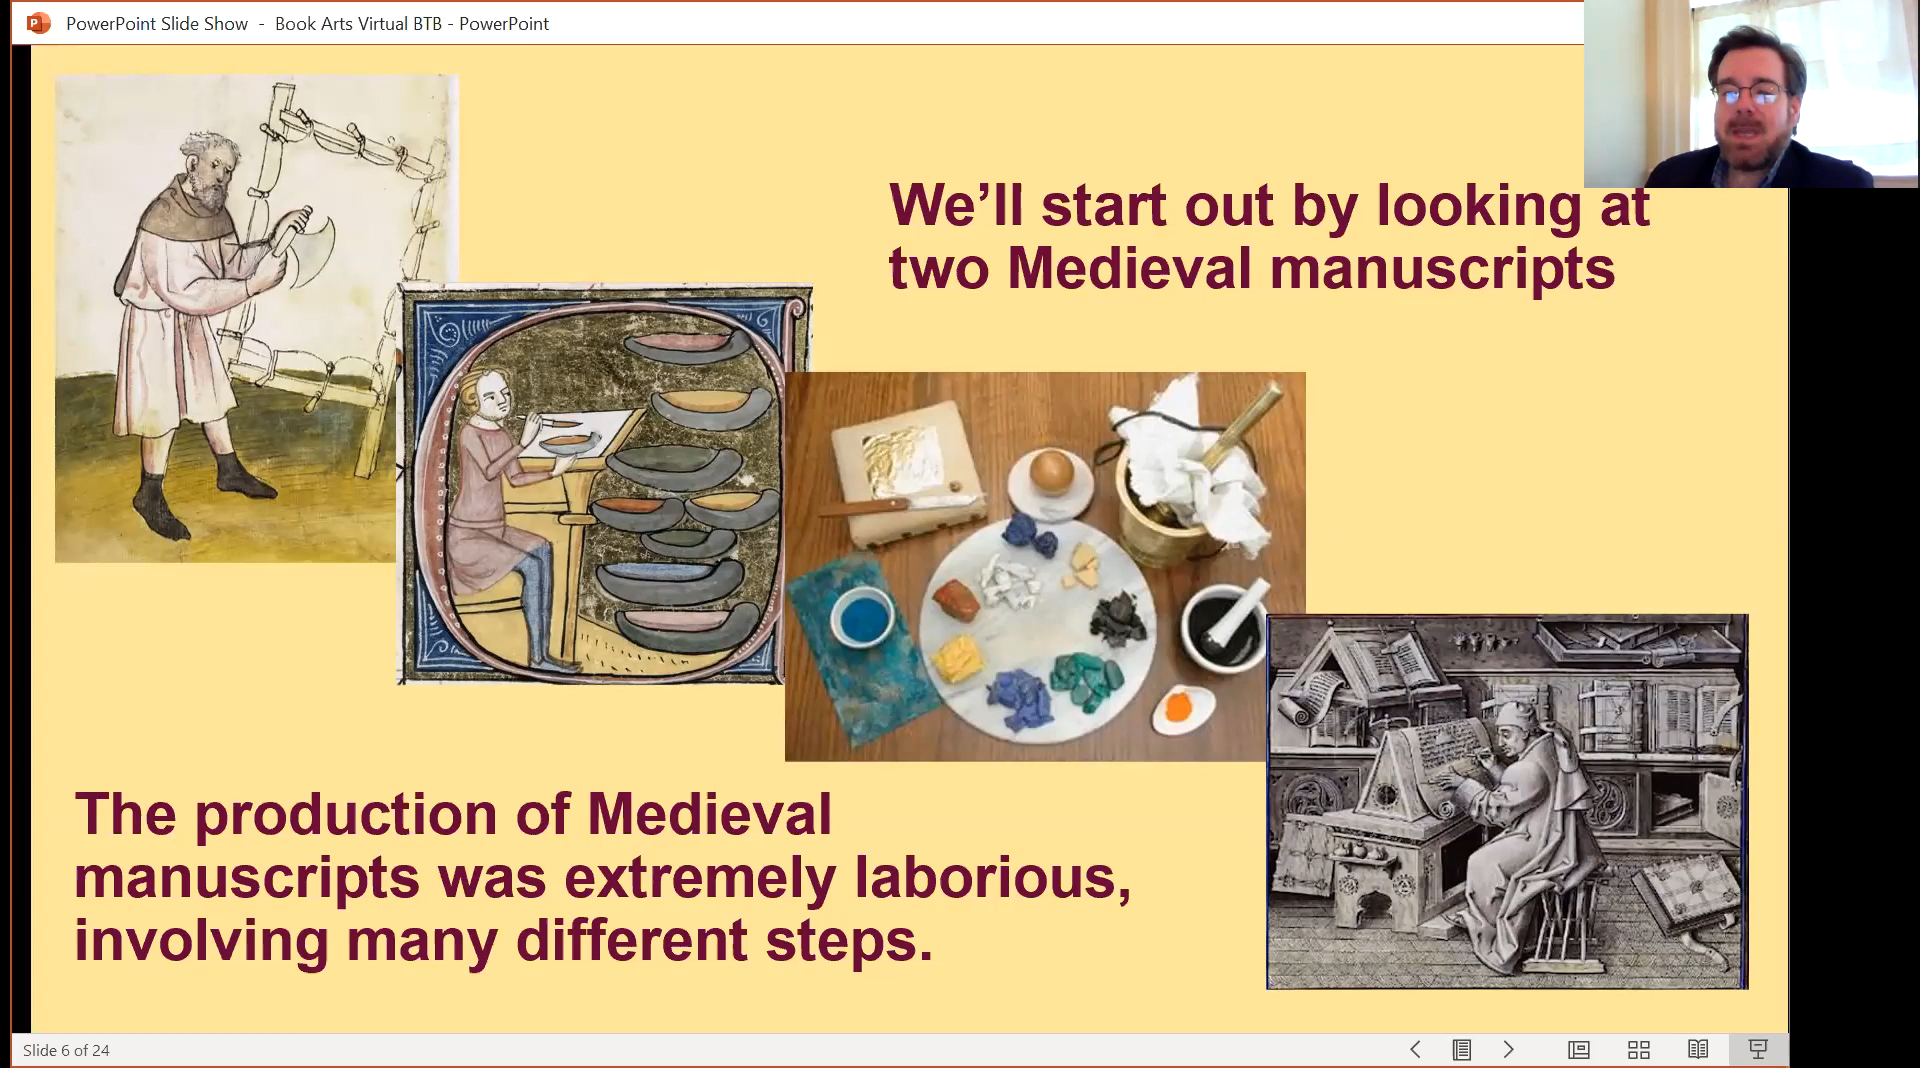 PowerPoint Slide Show - Book Arts Virtual BTB - PowerPoint
We’ll start out by looking at
two Medieval manuscripts
The production of Medieval
manuscripts was extremely laborious,
involving many different steps.
Slide 6 of 24